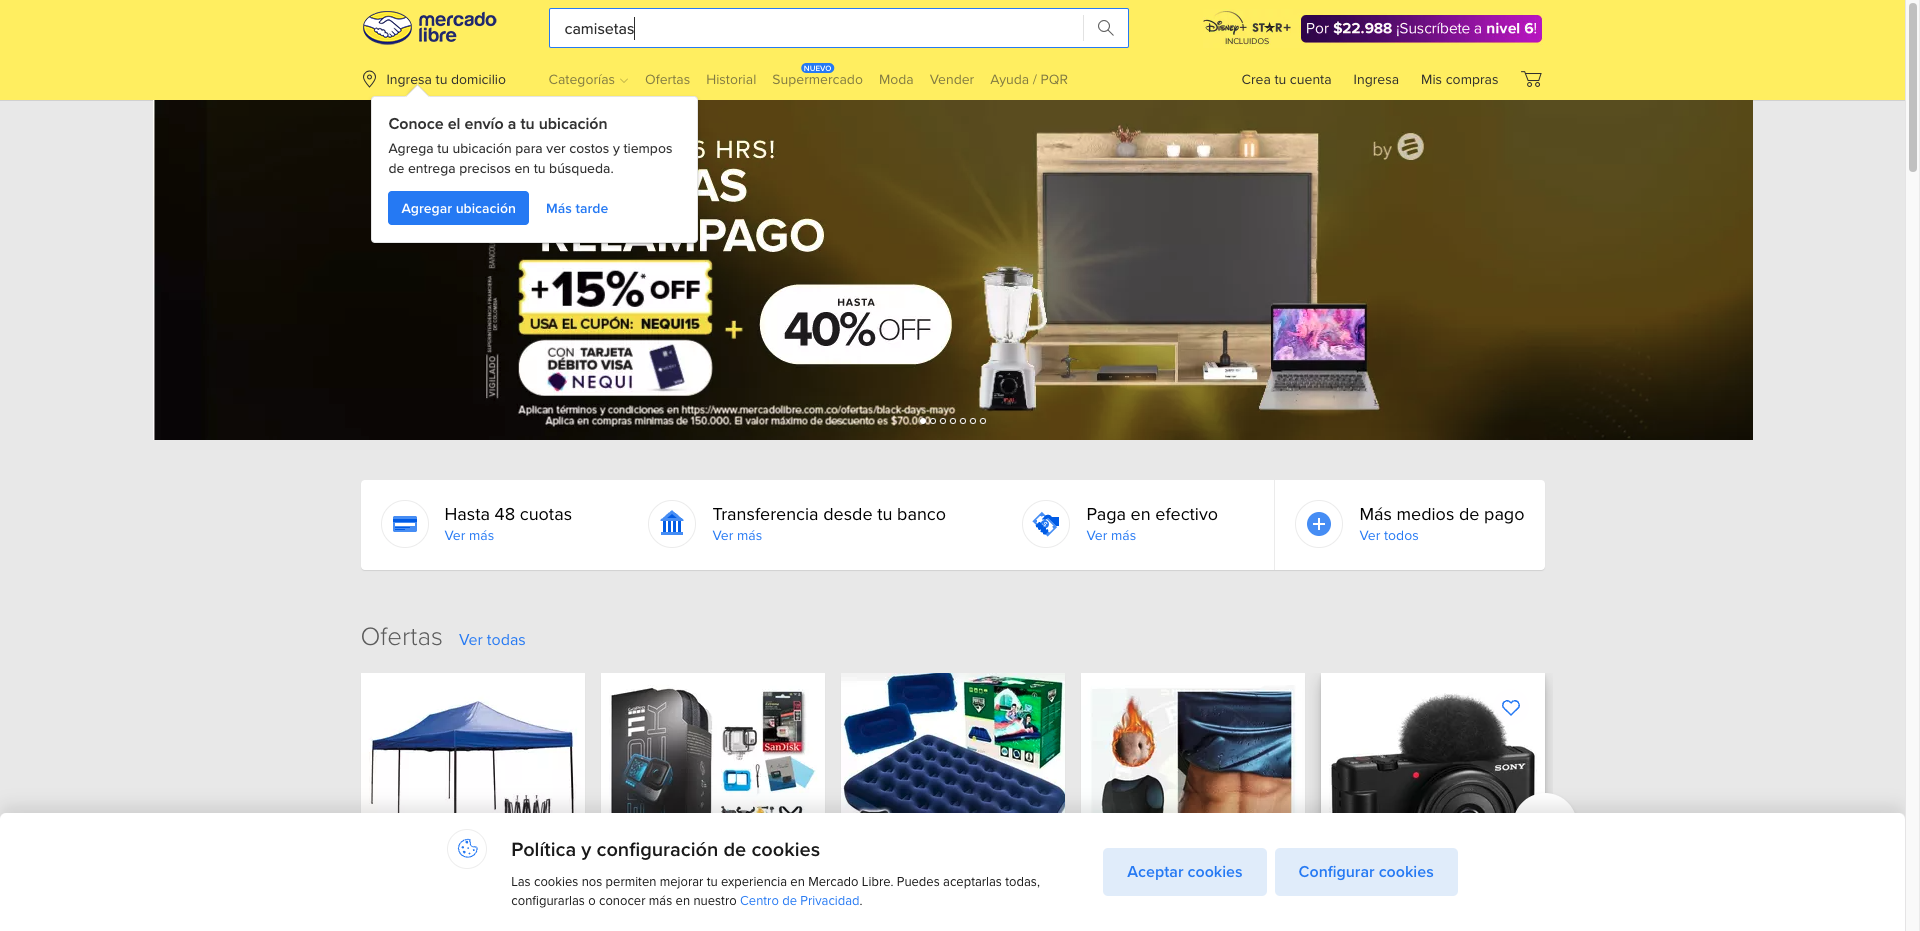 mercado
libre
camisetas
Disney+ STAR+
INCLUIDOS
Por $22.988 ¡Suscríbete a nivel 6!
Ingresa tu domicilio
Categorías
Ofertas
Historial
Supermercado
NUEVO
Moda
Vender
Ayuda / PQR
Crea tu cuenta
Ingresa
Mis compras
Conoce el envío a tu ubicación
Agrega tu ubicación para ver costos y tiempos
de entrega precisos en tu búsqueda.
Agregar ubicación
Más tarde
6 HRS!
AS
RELÁMPAGO
by
+15%* OFF
USA EL CUPÓN: NEQUI15
+
HASTA
40% OFF
CON TARJETA
DÉBITO VISA
NEQUI
VIGILADO
SUPERINTENDENCIA FINANCIERA
DE COLOMBIA
Aplican términos y condiciones en https://www.mercadolibre.com.co/ofertas/black-days-mayo
Aplica en compras minimas de 150.000. El valor máximo de descuento es $70.000
Hasta 48 cuotas
Ver más
Transferencia desde tu banco
Ver más
Paga en efectivo
Ver más
Más medios de pago
Ver todos
Ofertas
Ver todas
SanDisk
SONY
Política y configuración de cookies
Las cookies nos permiten mejorar tu experiencia en Mercado Libre. Puedes aceptarlas todas,
configurarlas o conocer más en nuestro Centro de Privacidad.
Aceptar cookies
Configurar cookies